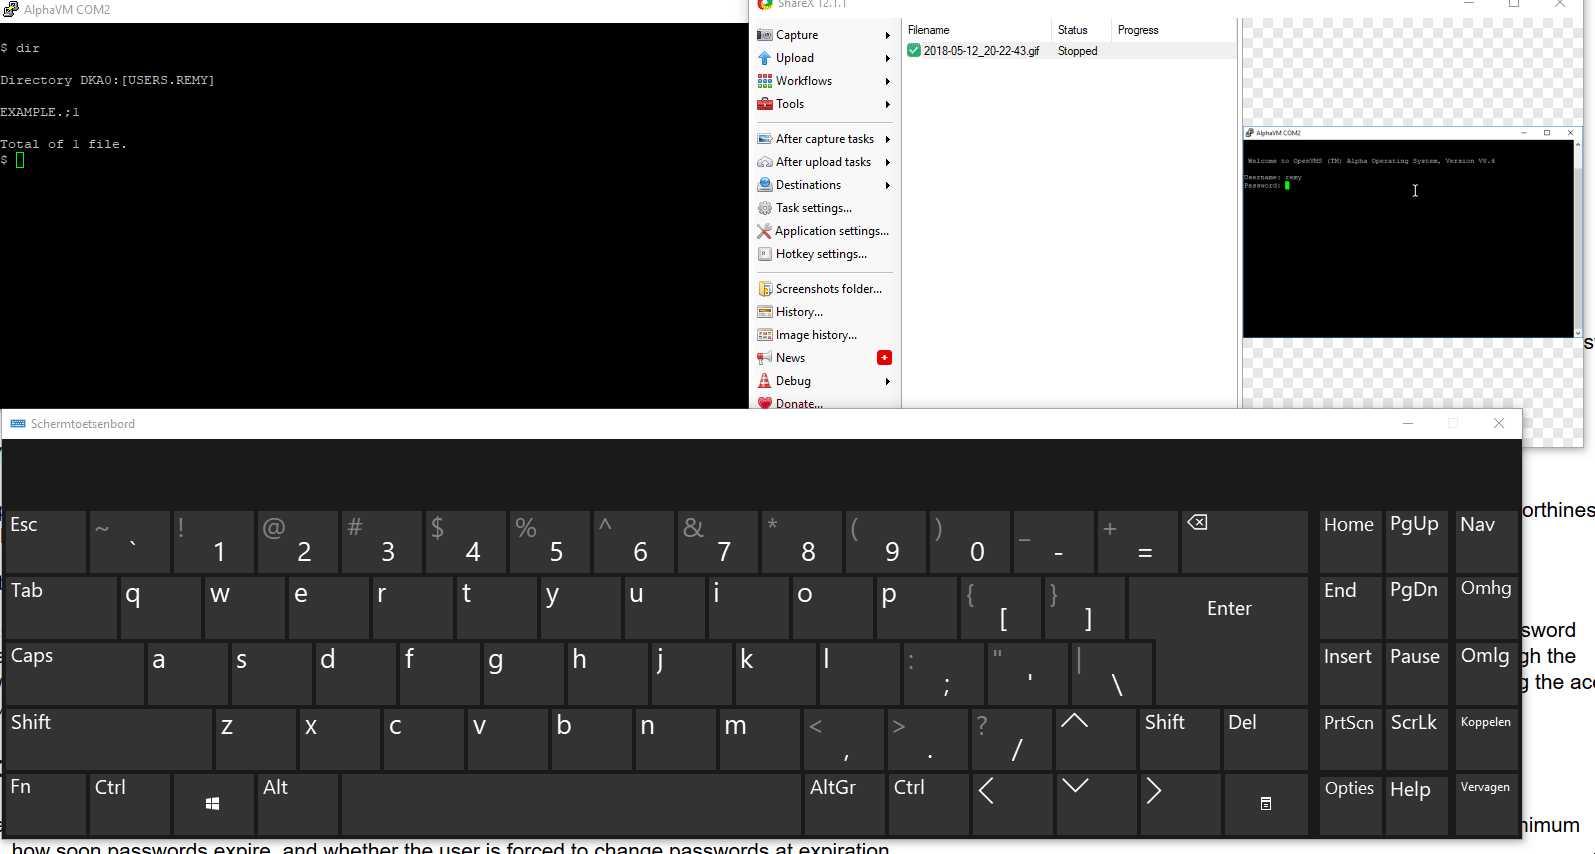 AlphaVM COM2
$ dir
Directory DKA0:[USERS.REMY]
EXAMPLE.;1
Total of 1 file.
$
ShareX 12.1.1
Capture
Upload
Workflows
Tools
After capture tasks
After upload tasks
Destinations
Task settings...
Application settings...
Hotkey settings...
Screenshots folder...
History...
Image history...
News
Debug
Donate...
Filename Status Progress
2018-05-12_20-22-43.gif Stopped
AlphaVM COM2
Welcome to OpenVMS (TM) Alpha Operating System, Version V8.4
Username: remy
Password:
Schermtoetsenbord
Esc ~ ` ! 1 @ 2 # 3 $ 4 % 5 ^ 6 & 7 * 8 ( 9 ) 0 _ - + = Home PgUp Nav
Tab q w e r t y u i o p { [ } ] Enter End PgDn Omhg
Caps a s d f g h j k l : ; " ' | \ Insert Pause Omlg
Shift z x c v b n m < , > . ? / Shift Del PrtScn ScrLk Koppelen
Fn Ctrl Alt AltGr Ctrl Opties Help Vervagen
orthines
sword
gh the
g the acc
nimum
how soon passwords expire, and whether the user is forced to change passwords at expiration